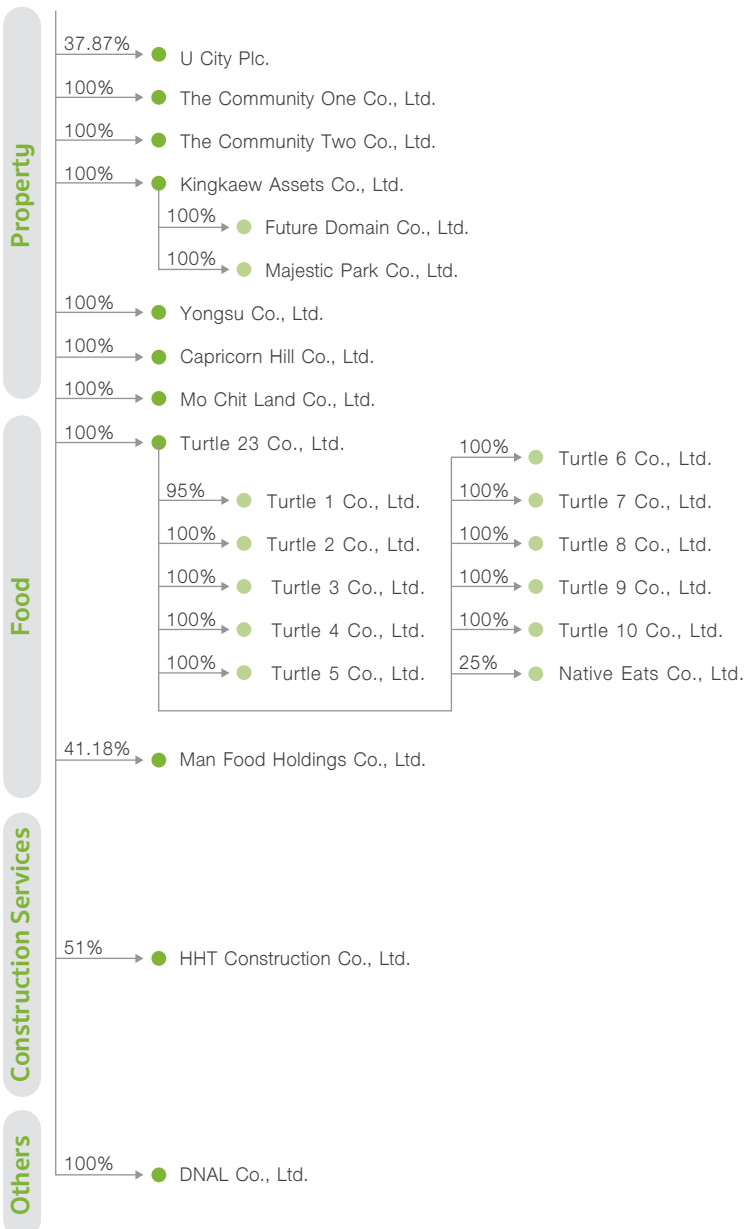 Property
37.87%
U City Plc.
100%
The Community One Co., Ltd.
100%
The Community Two Co., Ltd.
100%
Kingkaew Assets Co., Ltd.
100%
Future Domain Co., Ltd.
100%
Majestic Park Co., Ltd.
100%
Yongsu Co., Ltd.
100%
Capricorn Hill Co., Ltd.
100%
Mo Chit Land Co., Ltd.
Food
100%
Turtle 23 Co., Ltd.
95%
Turtle 1 Co., Ltd.
100%
Turtle 2 Co., Ltd.
100%
Turtle 3 Co., Ltd.
100%
Turtle 4 Co., Ltd.
100%
Turtle 5 Co., Ltd.
100%
Turtle 6 Co., Ltd.
100%
Turtle 7 Co., Ltd.
100%
Turtle 8 Co., Ltd.
100%
Turtle 9 Co., Ltd.
100%
Turtle 10 Co., Ltd.
25%
Native Eats Co., Ltd.
41.18%
Man Food Holdings Co., Ltd.
Construction Services
51%
HHT Construction Co., Ltd.
Others
100%
DNAL Co., Ltd.